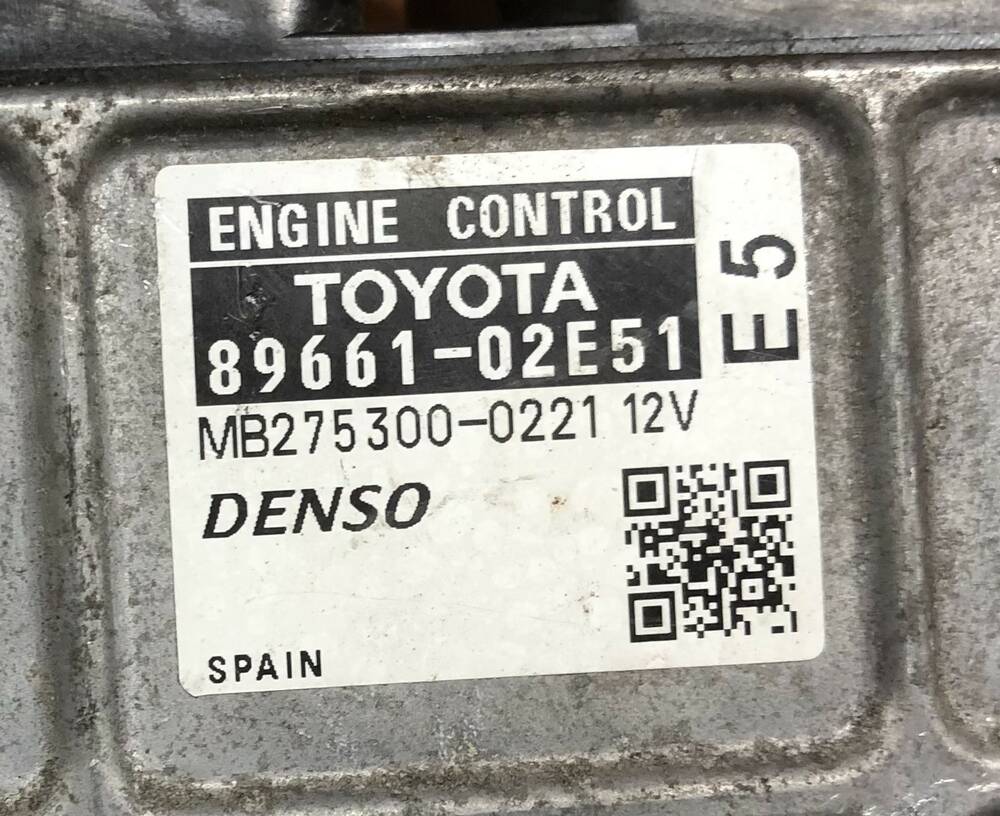 ENGINE CONTROL
TOYOTA
89661-02E51
E5
MB275300-0221 12V
DENSO
SPAIN